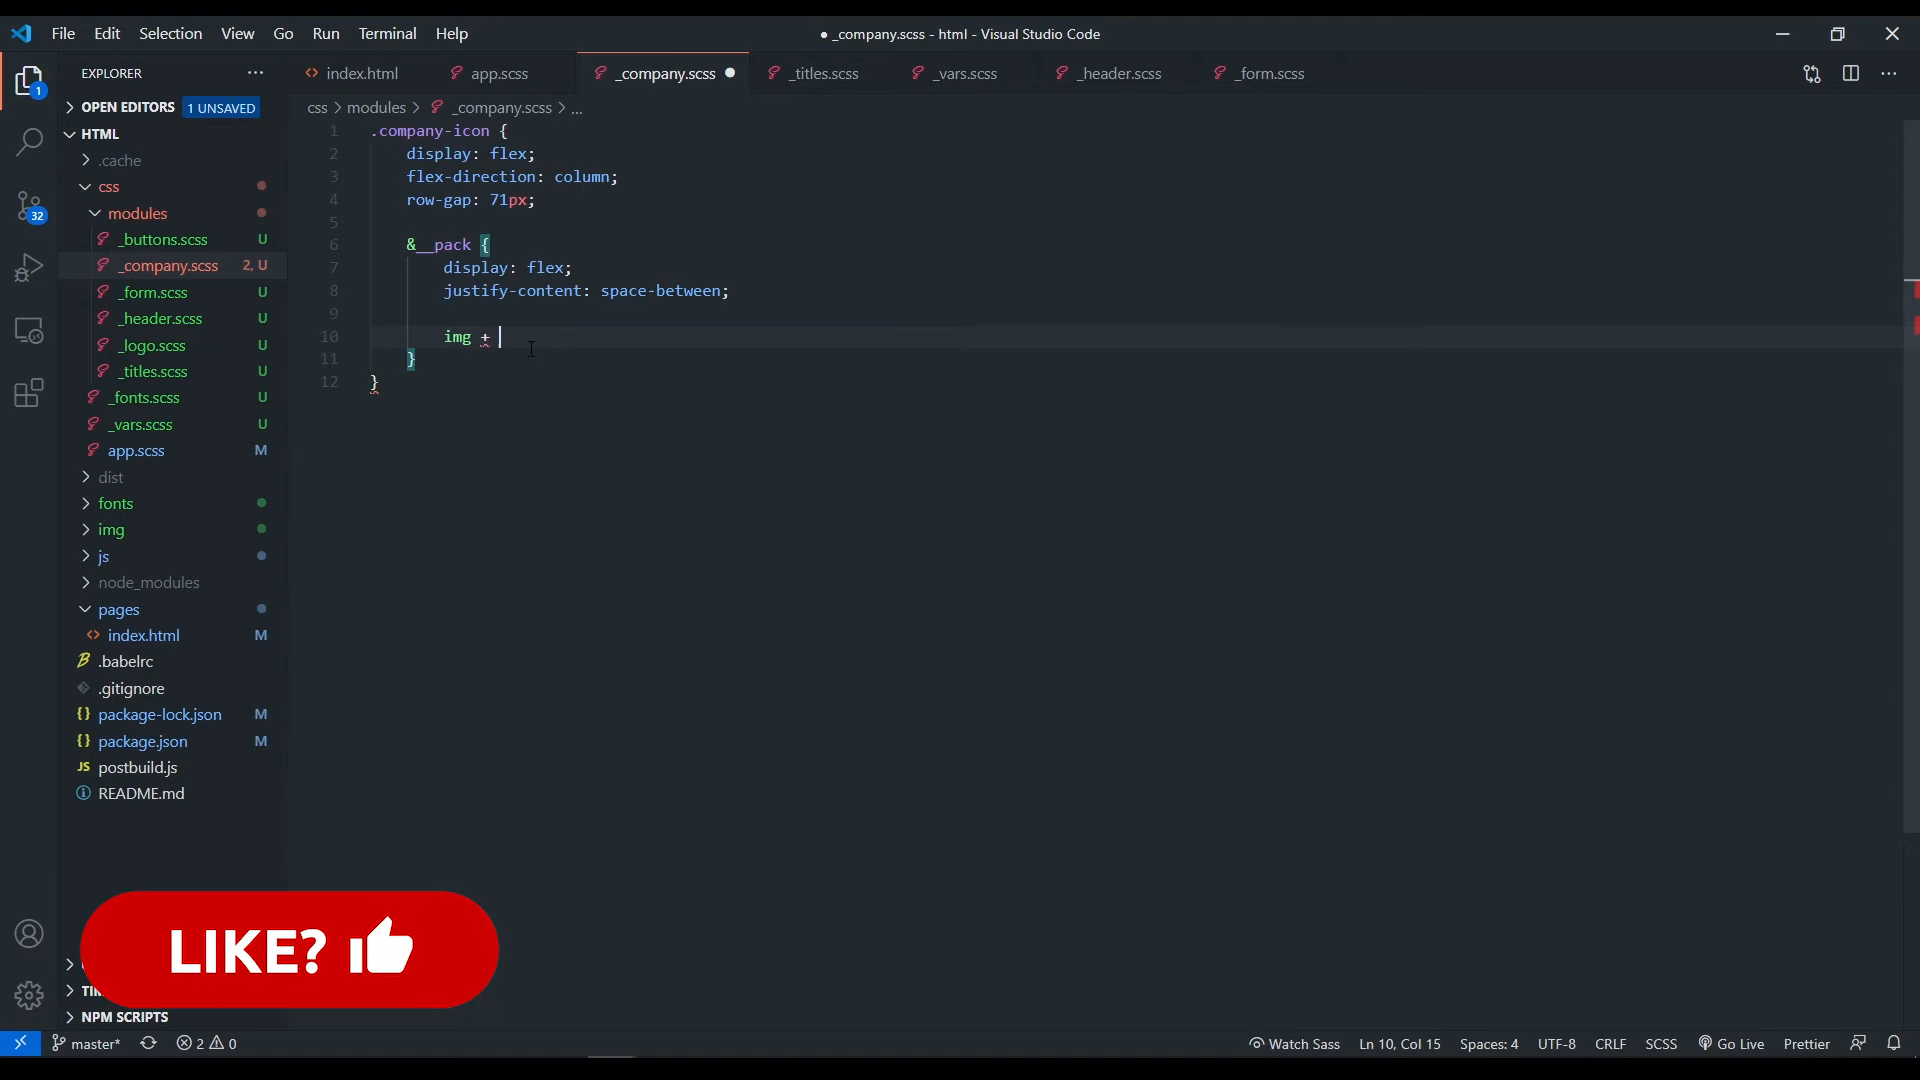 File Edit Selection View Go Run Terminal Help
● _company.scss - html - Visual Studio Code
EXPLORER
index.html
app.scss
_company.scss
_titles.scss
_vars.scss
_header.scss
_form.scss
OPEN EDITORS 1 UNSAVED
css > modules > _company.scss > ...
HTML
.cache
css
modules
_buttons.scss U
_company.scss 2, U
_form.scss U
_header.scss U
_logo.scss U
_titles.scss U
_fonts.scss U
_vars.scss U
app.scss M
dist
fonts
img
js
node_modules
pages
index.html M
.babelrc
.gitignore
package-lock.json M
package.json M
postbuild.js
README.md
NPM SCRIPTS
1 .company-icon {
2 display: flex;
3 flex-direction: column;
4 row-gap: 71px;
5
6 &__pack {
7 display: flex;
8 justify-content: space-between;
9
10 img +
11 }
12 }
1
32
LIKE?
master* 2 0
Watch Sass Ln 10, Col 15 Spaces: 4 UTF-8 CRLF SCSS Go Live Prettier